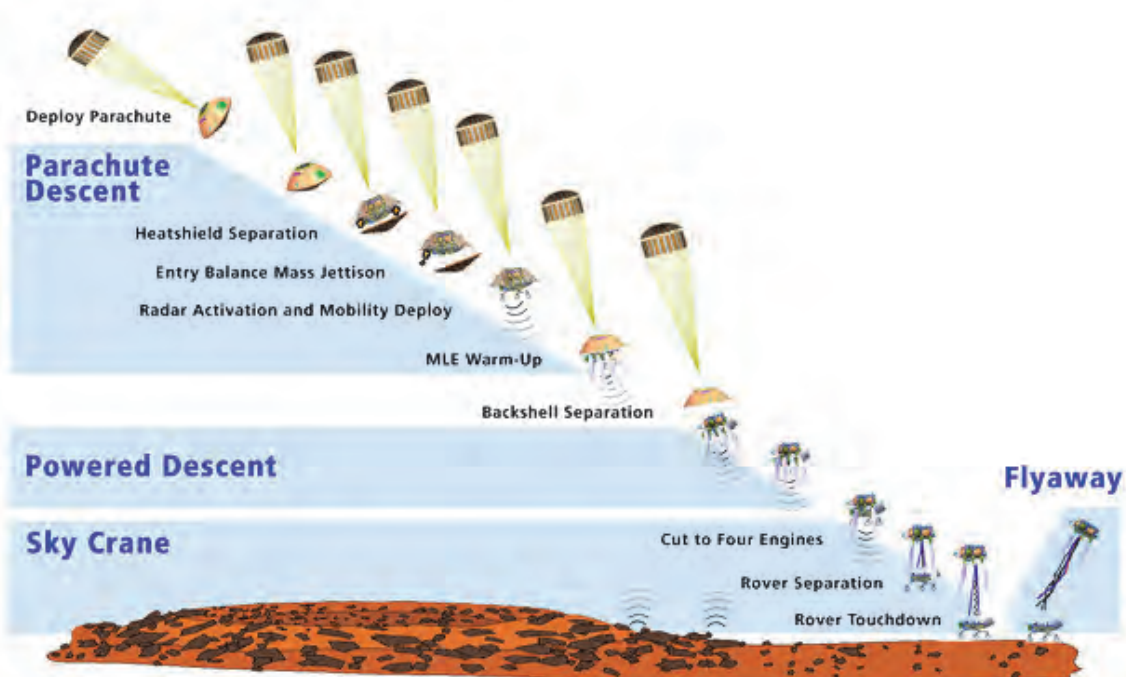 Deploy Parachute
Parachute
Descent
Heatshield Separation
Entry Balance Mass Jettison
Radar Activation and Mobility Deploy
MLE Warm-Up
Backshell Separation
Powered Descent
Flyaway
Sky Crane
Cut to Four Engines
Rover Separation
Rover Touchdown